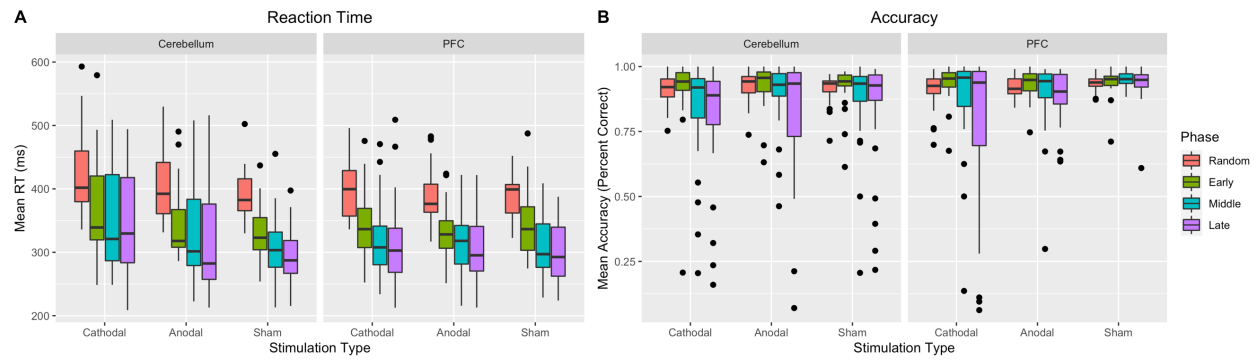 A
Reaction Time
Cerebellum
PFC
600
500
400
300
200
Mean RT (ms)
Cathodal
Anodal
Sham
Cathodal
Anodal
Sham
Stimulation Type
B
Accuracy
Cerebellum
PFC
1.00
0.75
0.50
0.25
Mean Accuracy (Percent Correct)
Cathodal
Anodal
Sham
Cathodal
Anodal
Sham
Stimulation Type
Phase
Random
Early
Middle
Late